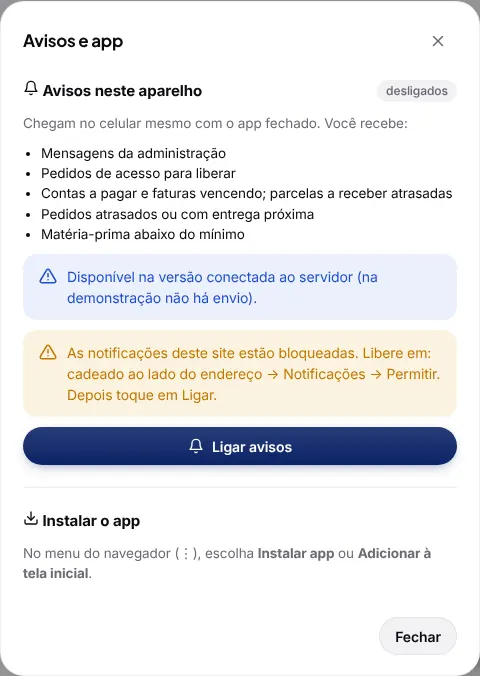 Avisos e app
Avisos neste aparelho
desligados
Chegam no celular mesmo com o app fechado. Você recebe:
• Mensagens da administração
• Pedidos de acesso para liberar
• Contas a pagar e faturas vencendo; parcelas a receber atrasadas
• Pedidos atrasados ou com entrega próxima
• Matéria-prima abaixo do mínimo
Disponível na versão conectada ao servidor (na
demonstração não há envio).
As notificações deste site estão bloqueadas. Libere em:
cadeado ao lado do endereço → Notificações → Permitir.
Depois toque em Ligar.
Ligar avisos
Instalar o app
No menu do navegador (⋮), escolha Instalar app ou Adicionar à
tela inicial.
Fechar